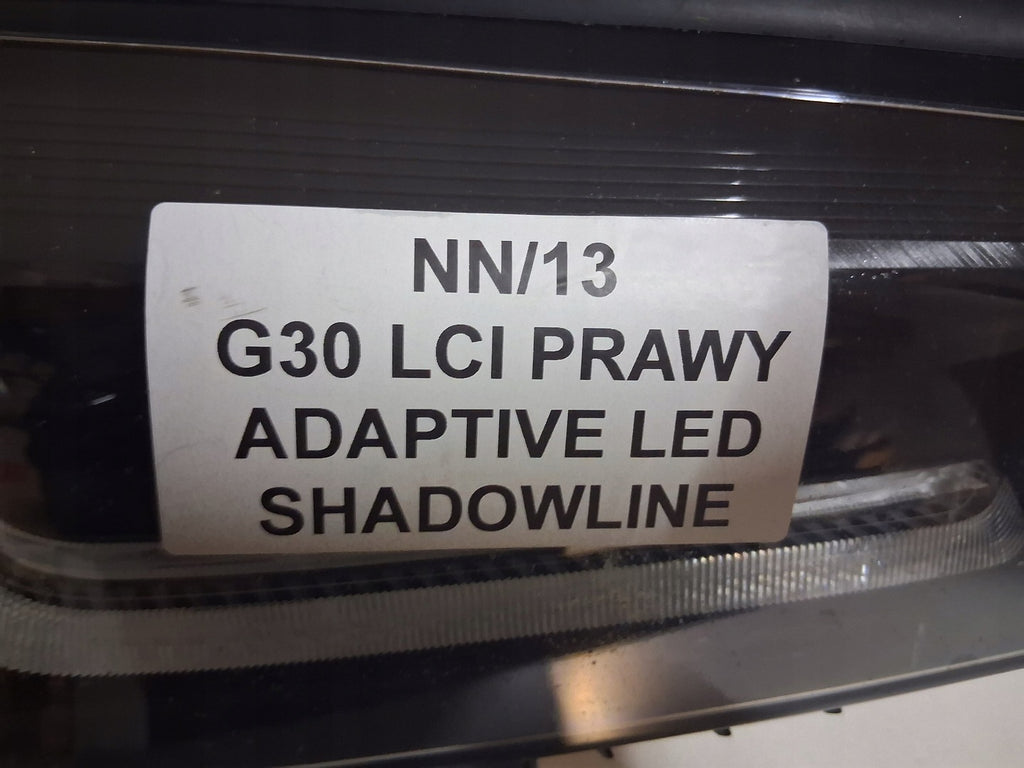 NN/13
G30 LCI PRAWY
ADAPTIVE LED
SHADOWLINE